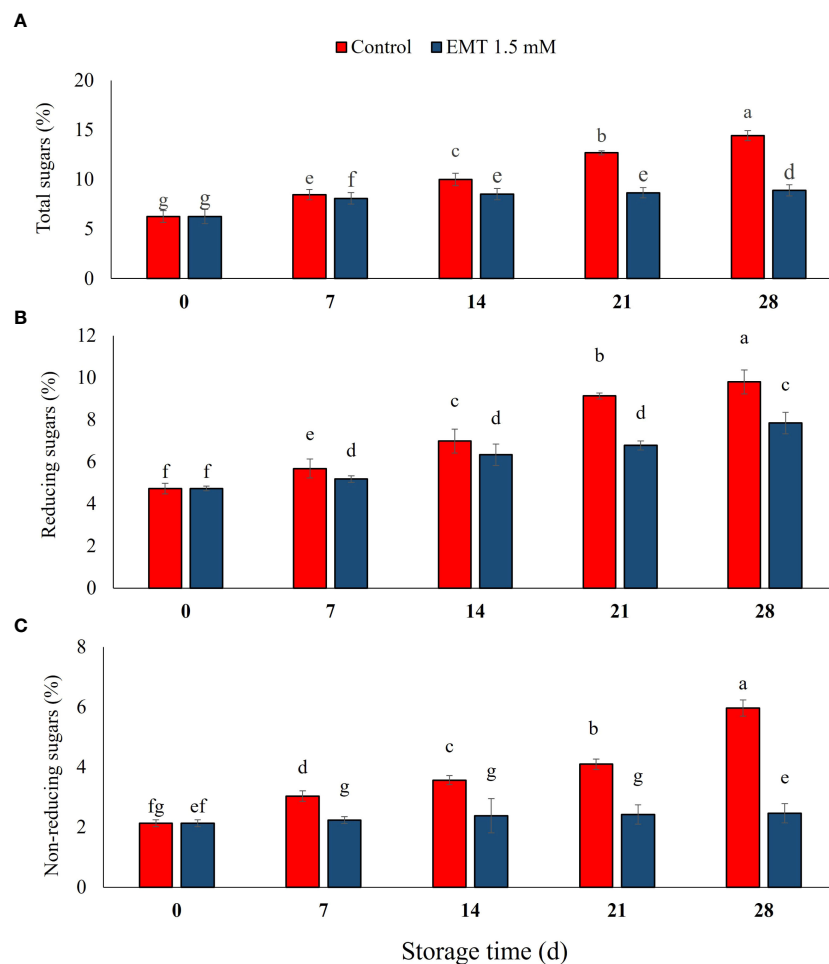 A
Control EMT 1.5 mM
Total sugars (%)
20
15
10
5
0
g g e f c e b e a d
0 7 14 21 28
B
Reducing sugars (%)
12
10
8
6
4
2
0
f f e d c d b d a c
0 7 14 21 28
C
Non-reducing sugars (%)
8
6
4
2
0
fg ef d g c g b g a e
0 7 14 21 28
Storage time (d)